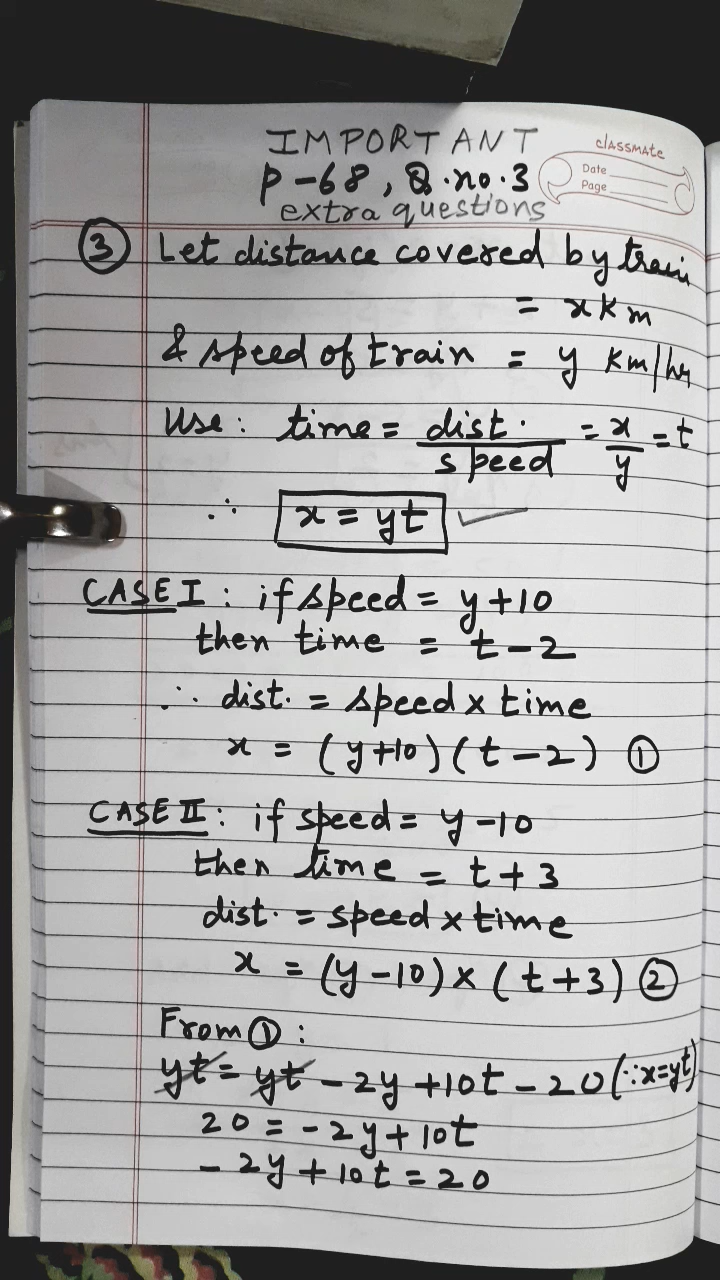 IMPORTANT
P-68, Q.no.3
extra questions
classmate
Date
Page
③ Let distance covered by train
= x km
& speed of train = y km/hr
Use: time = dist./speed = x/y = t
∴ x = yt ✓
CASE I : if speed = y+10
then time = t-2
∴ dist. = speed x time
x = (y+10)(t-2) ①
CASE II : if speed = y-10
then time = t+3
dist. = speed x time
x = (y-10)x(t+3) ②
From ① :
yt = yt - 2y + 10t - 20 (∵x=yt)
20 = -2y + 10t
-2y + 10t = 20